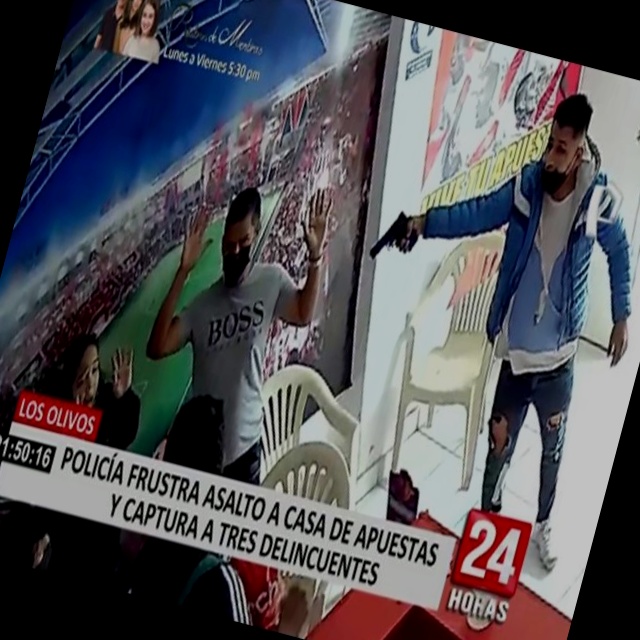 Lunes a Viernes 5:30 pm
BOSS
LOS OLIVOS
1:50:16
POLICÍA FRUSTRA ASALTO A CASA DE APUESTAS
Y CAPTURA A TRES DELINCUENTES
24
HORAS